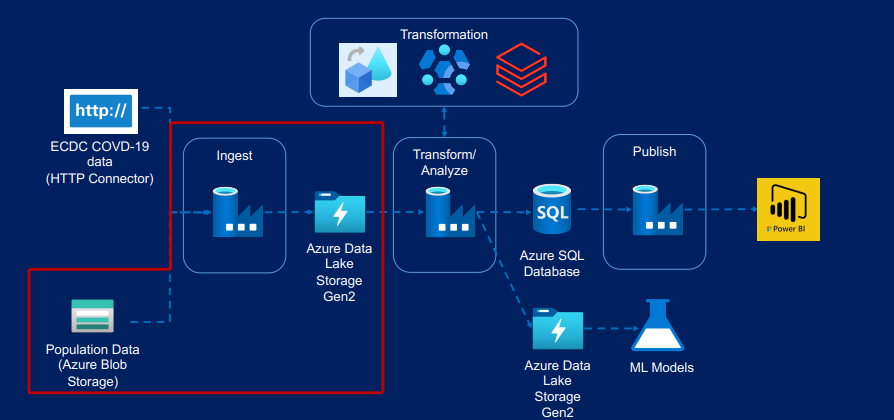 Transformation
http://
ECDC COVD-19
data
(HTTP Connector)
Ingest
Transform/
Analyze
Publish
SQL
Power BI
Azure Data
Lake
Storage
Gen2
Azure SQL
Database
Population Data
(Azure Blob
Storage)
Azure Data
Lake
Storage
Gen2
ML Models